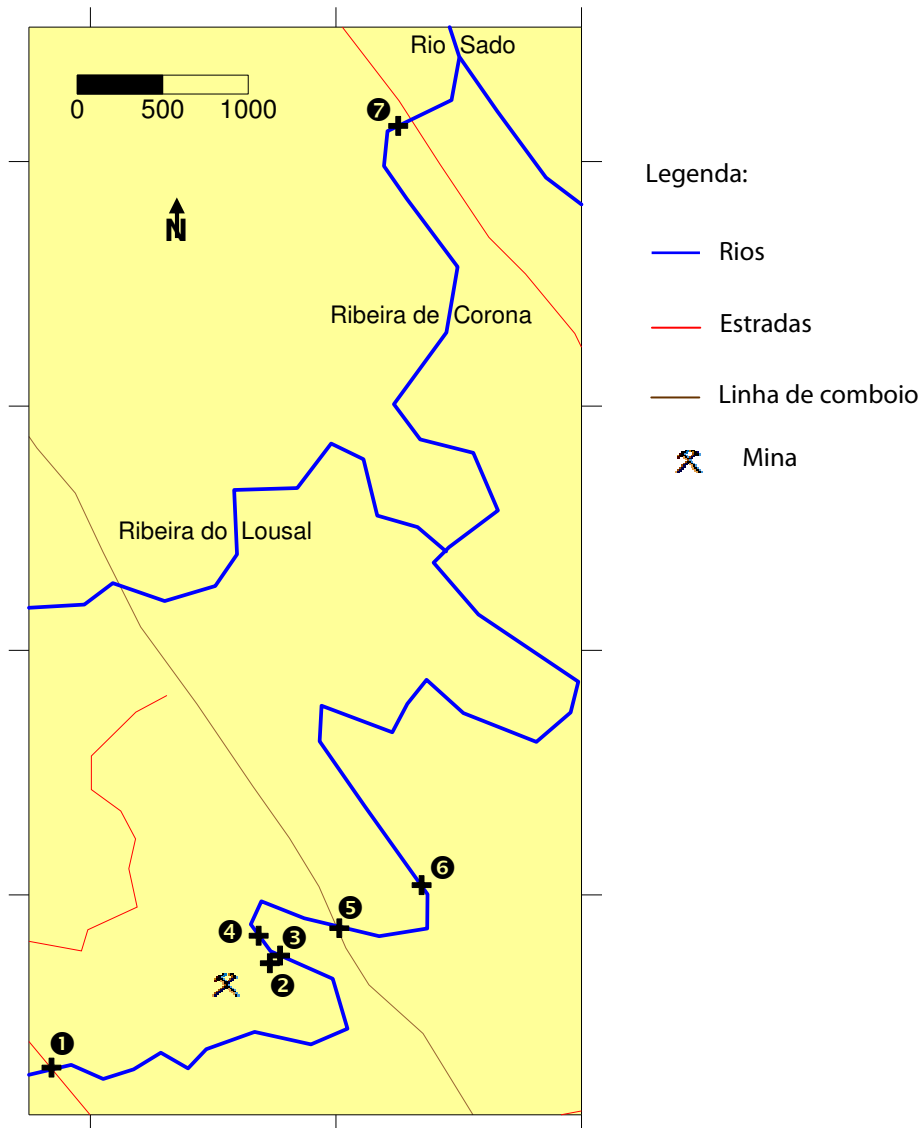 Rio Sado
0 500 1000
❼
N
Legenda:
Rios
Ribeira de Corona
Estradas
Linha de comboio
Mina
Ribeira do Lousal
❻
❺
❹
❸
❷
❶